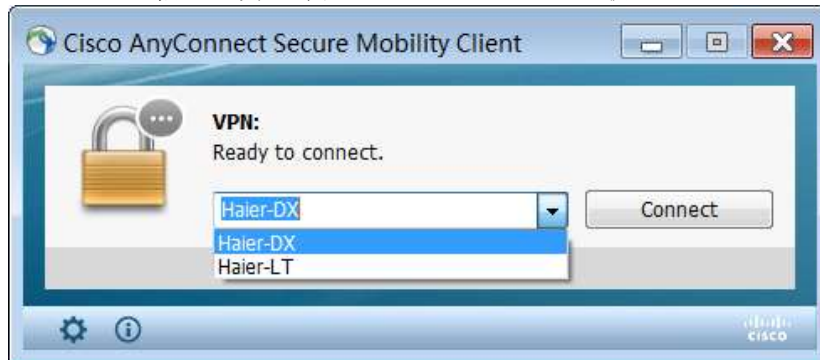 Cisco AnyConnect Secure Mobility Client
VPN:
Ready to connect.
Haier-DX
Connect
Haier-DX
Haier-LT
cisco